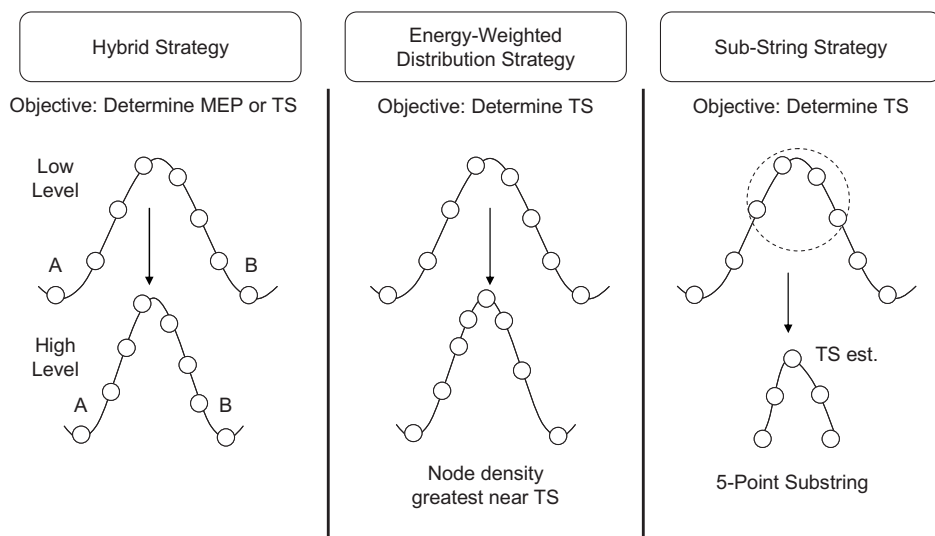 Hybrid Strategy
Objective: Determine MEP or TS
Low
Level
A
B
High
Level
A
B
Energy-Weighted
Distribution Strategy
Objective: Determine TS
Node density
greatest near TS
Sub-String Strategy
Objective: Determine TS
TS est.
5-Point Substring